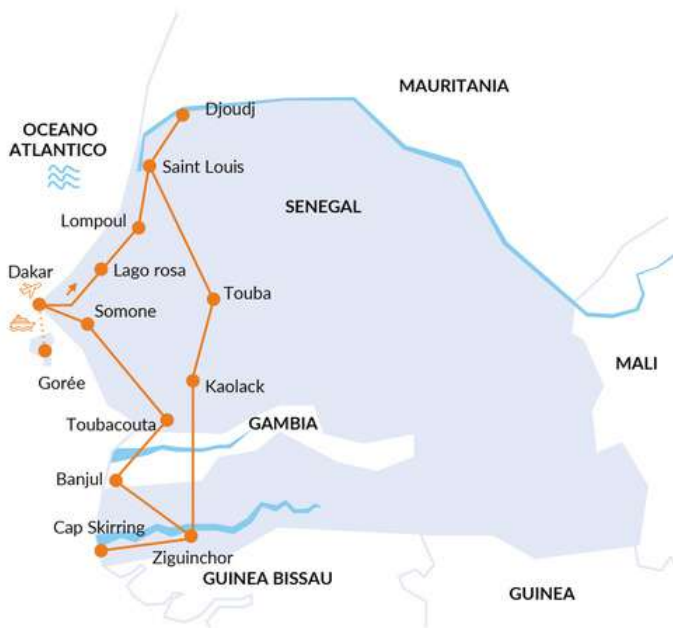 MAURITANIA
Djoudj
OCEANO
ATLANTICO
Saint Louis
SENEGAL
Lompoul
Lago rosa
Dakar
Touba
Somone
MALI
Gorée
Kaolack
Toubacouta
GAMBIA
Banjul
Cap Skirring
Ziguinchor
GUINEA BISSAU
GUINEA